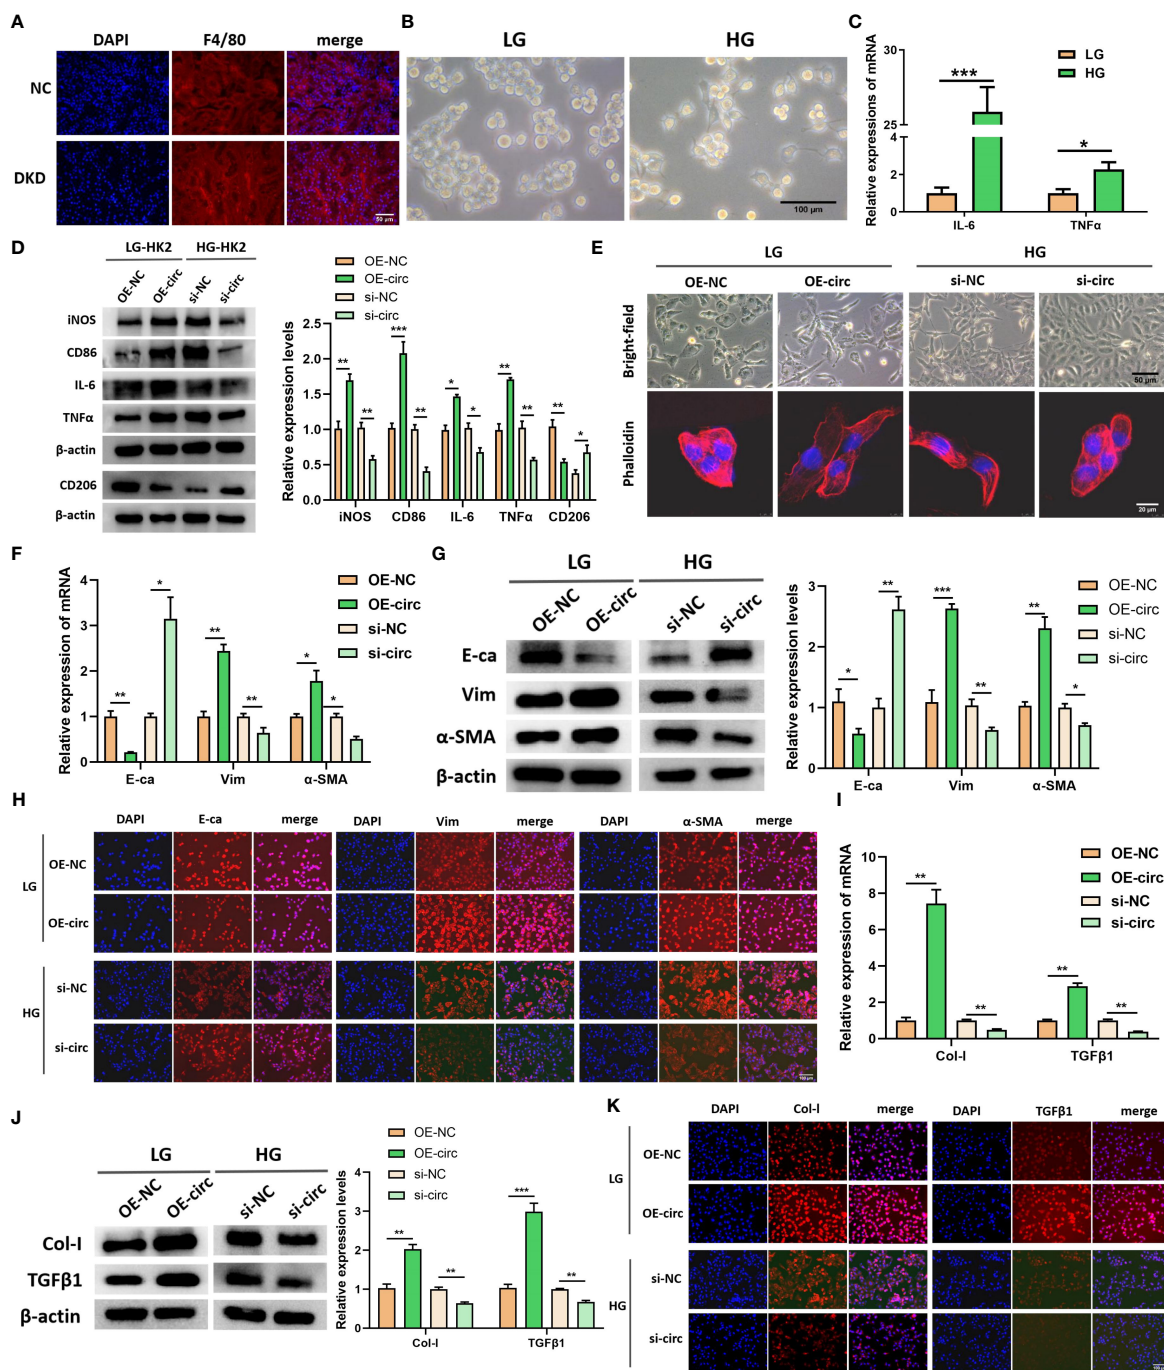 A
DAPI F4/80 merge
NC
DKD
50 μm
B
LG HG
100 μm
C
Relative expressions of mRNA
30
25
4
2
0
*** *
LG
HG
IL-6 TNFα
D
LG-HK2 HG-HK2
OE-NC OE-circ si-NC si-circ
iNOS
CD86
IL-6
TNFα
β-actin
CD206
β-actin
OE-NC
OE-circ
si-NC
si-circ
Relative expression levels
2.5
2.0
1.5
1.0
0.5
0.0
** ** *** ** * * ** ** ** *
iNOS CD86 IL-6 TNFα CD206
E
LG HG
OE-NC OE-circ si-NC si-circ
Bright-field
50 μm
Phalloidin
20 μm
F
Relative expression of mRNA
4
3
2
1
0
** * ** ** * *
E-ca Vim α-SMA
OE-NC
OE-circ
si-NC
si-circ
G
LG HG
OE-NC OE-circ si-NC si-circ
E-ca
Vim
α-SMA
β-actin
Relative expression levels
3
2
1
0
* ** *** ** ** *
E-ca Vim α-SMA
OE-NC
OE-circ
si-NC
si-circ
H
DAPI E-ca merge DAPI Vim merge DAPI α-SMA merge
LG
OE-NC
OE-circ
HG
si-NC
si-circ
100 μm
I
Relative expression of mRNA
10
8
6
4
2
0
** ** ** **
Col-I TGFβ1
OE-NC
OE-circ
si-NC
si-circ
J
LG HG
OE-NC OE-circ si-NC si-circ
Col-I
TGFβ1
β-actin
OE-NC
OE-circ
si-NC
si-circ
Relative expression levels
4
3
2
1
0
** ** *** **
Col-I TGFβ1
K
DAPI Col-I merge DAPI TGFβ1 merge
LG
OE-NC
OE-circ
HG
si-NC
si-circ
100 μm